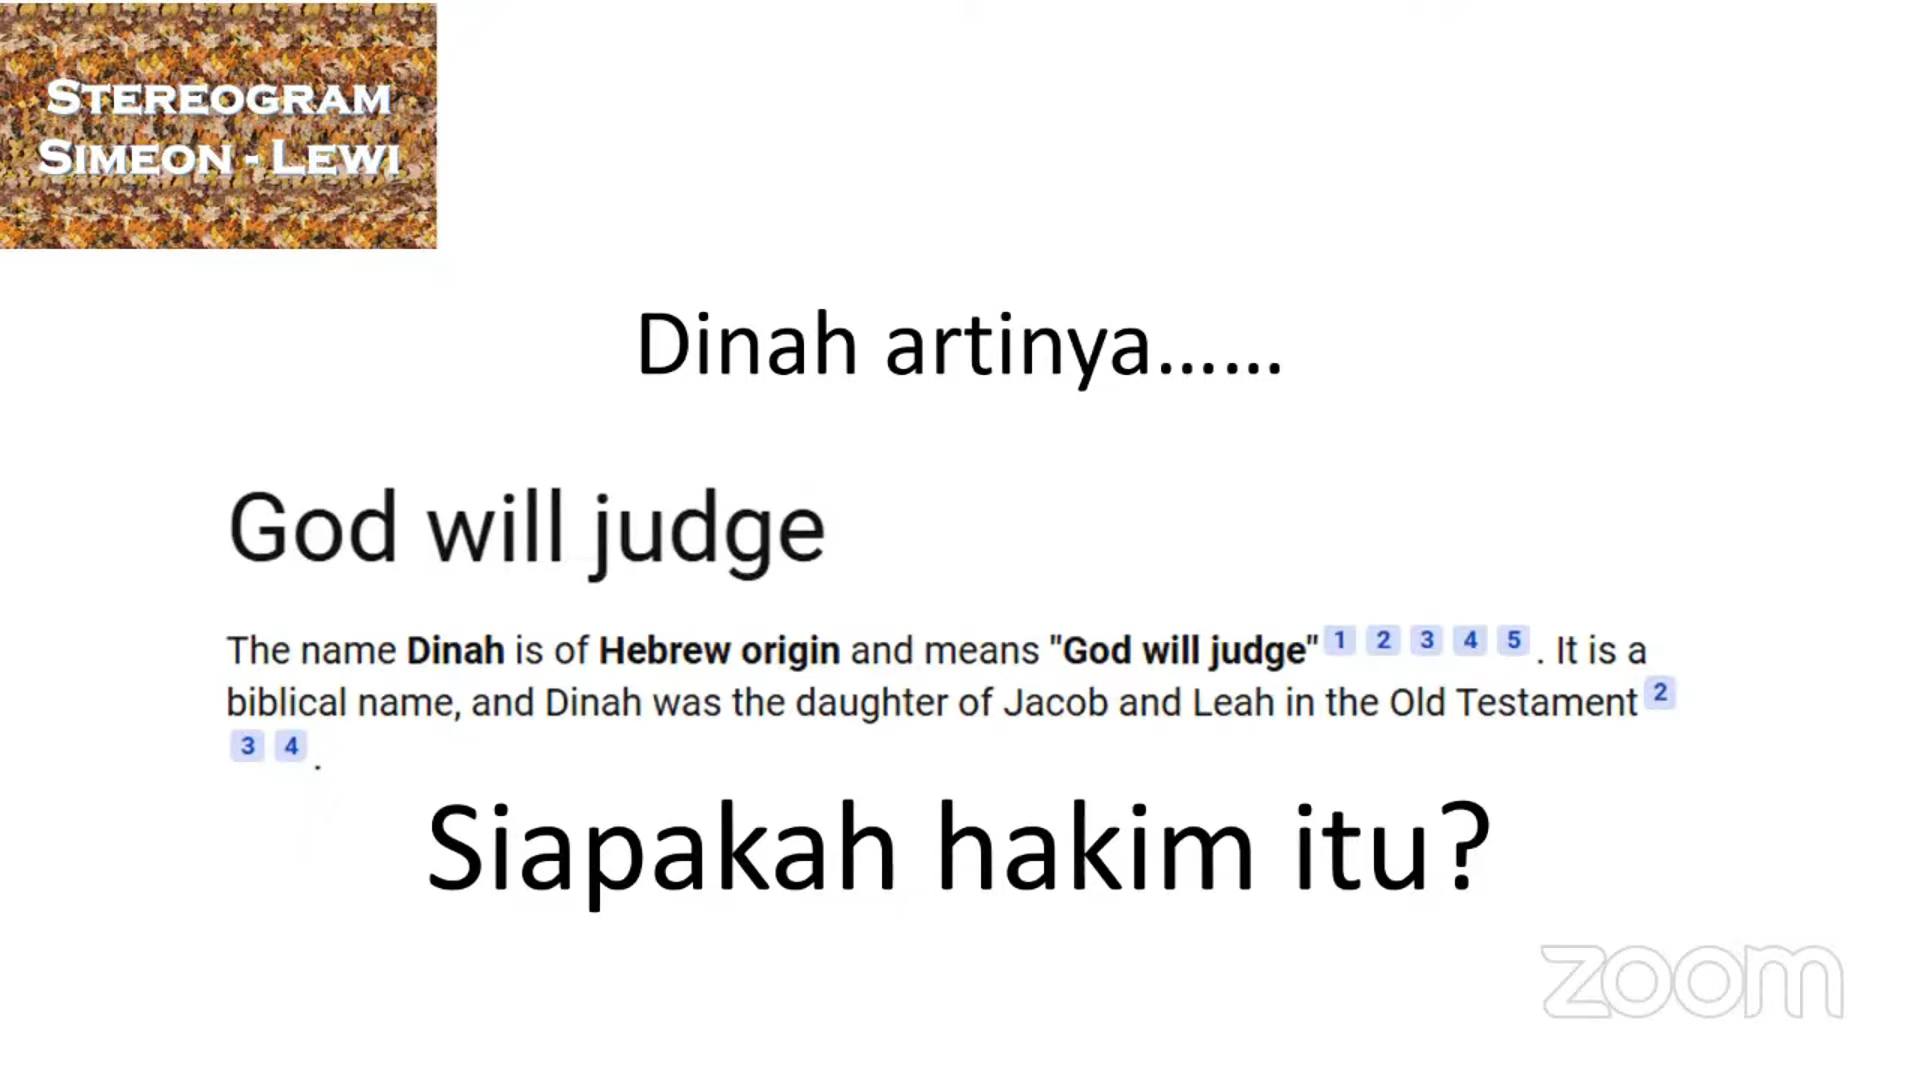 STEREOGRAM
SIMEON - LEWI
Dinah artinya......
God will judge
The name Dinah is of Hebrew origin and means "God will judge" 1 2 3 4 5 . It is a
biblical name, and Dinah was the daughter of Jacob and Leah in the Old Testament 2
3 4 .
Siapakah hakim itu?
zoom